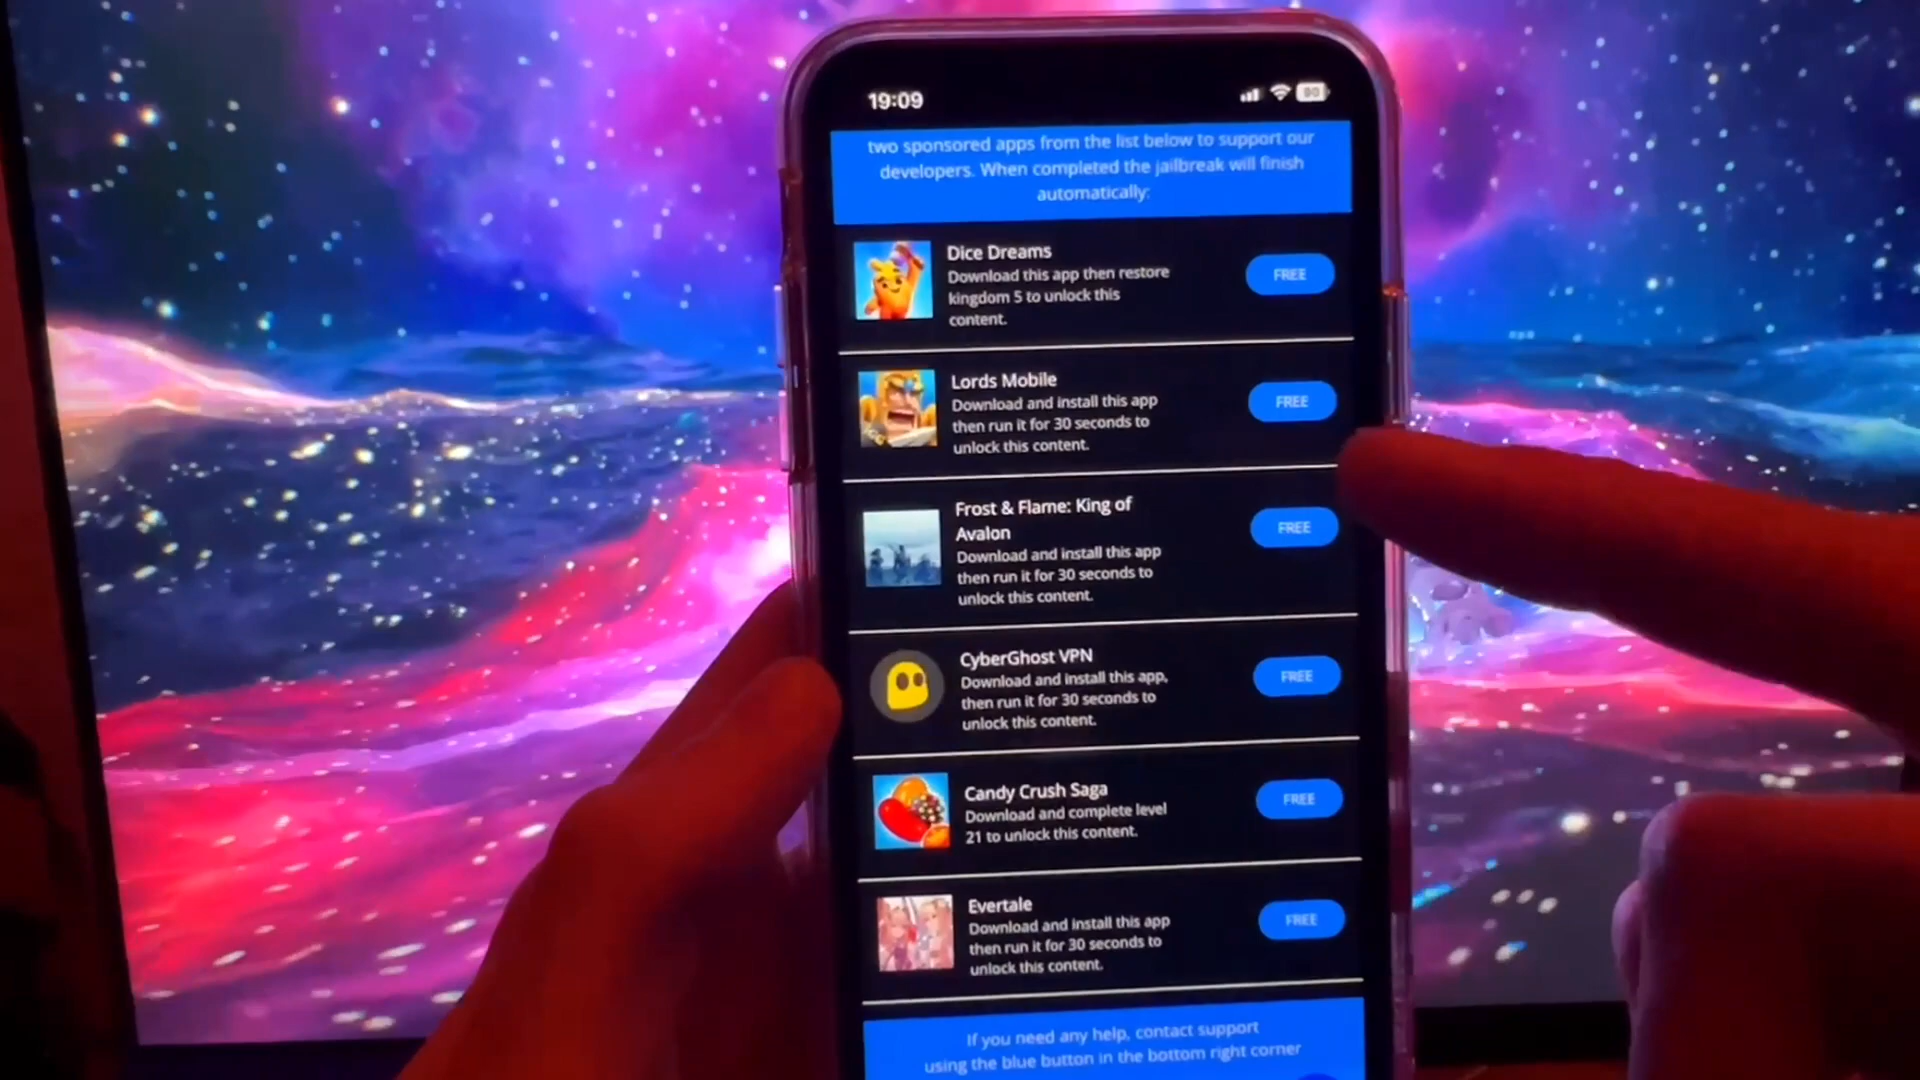 19:09
90
two sponsored apps from the list below to support our
developers. When completed the jailbreak will finish
automatically:
Dice Dreams
Download this app then restore
kingdom 5 to unlock this
content.
FREE
Lords Mobile
Download and install this app
then run it for 30 seconds to
unlock this content.
FREE
Frost & Flame: King of
Avalon
Download and install this app
then run it for 30 seconds to
unlock this content.
FREE
CyberGhost VPN
Download and install this app,
then run it for 30 seconds to
unlock this content.
FREE
Candy Crush Saga
Download and complete level
21 to unlock this content.
FREE
Evertale
Download and install this app
then run it for 30 seconds to
unlock this content.
FREE
If you need any help, contact support
using the blue button in the bottom right corner